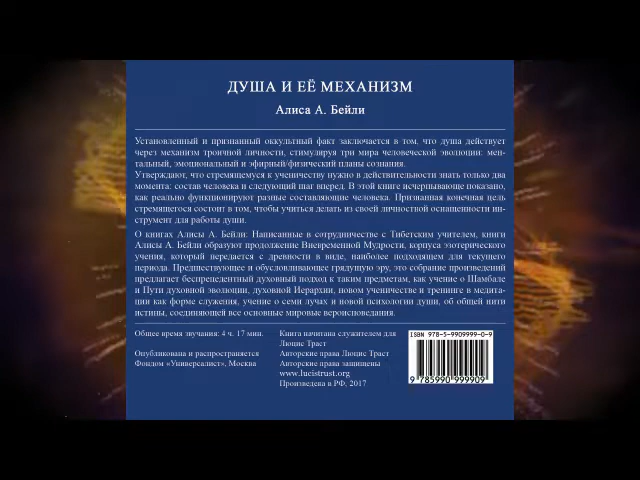 ДУША И ЕЁ МЕХАНИЗМ
Алиса А. Бейли
Установленный и признанный оккультный факт заключается в том, что душа действует
через механизм троичной личности, стимулируя три мира человеческой эволюции: мен-
тальный, эмоциональный и эфирный/физический планы сознания.
Утверждают, что стремящемуся к ученичеству нужно в действительности знать только два
момента: состав человека и следующий шаг вперед. В этой книге исчерпывающе показано,
как реально функционируют разные составляющие человека. Признанная конечная цель
стремящегося состоит в том, чтобы учиться делать из своей личностной оснащенности ин-
струмент для работы души.
О книгах Алисы А. Бейли: Написанные в сотрудничестве с Тибетским учителем, книги
Алисы А. Бейли образуют продолжение Вневременной Мудрости, корпуса эзотерического
учения, который передается с древности в виде, наиболее подходящем для текущего
периода. Предшествующее и обусловливающее грядущую эру, это собрание произведений
предлагает беспрецедентный духовный подход к таким предметам, как учение о Шамбале
и Пути духовной эволюции, духовной Иерархии, новом ученичестве и тренинге в медита-
ции как форме служения, учение о семи лучах и новой психологии души, об общей нити
истины, соединяющей все основные мировые вероисповедания.
Общее время звучания: 4 ч. 17 мин.
Опубликована и распространяется
Фондом «Универсалист», Москва
Книга начитана служителем для
Люцис Траст
Авторские права Люцис Траст
Авторские права защищены
www.lucistrust.org
Произведена в РФ, 2017
ISBN 978-5-9909999-0-9
9 785990 999909